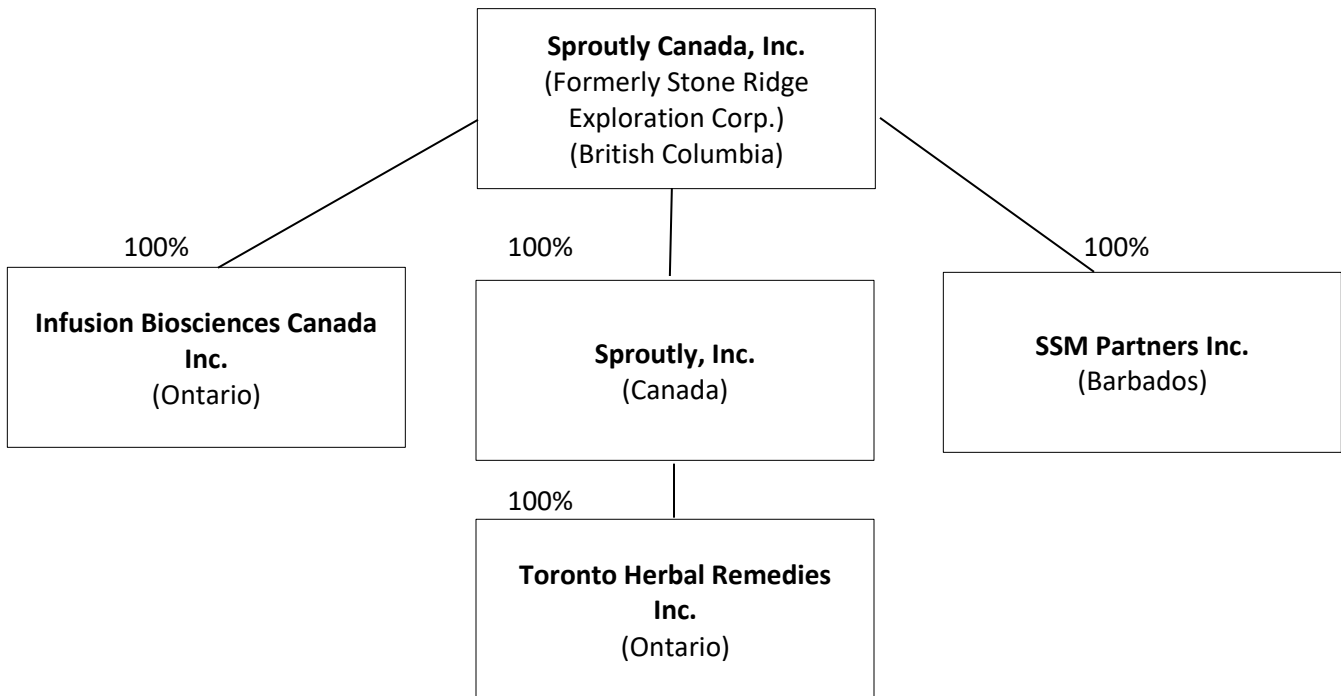 Sproutly Canada, Inc.
(Formerly Stone Ridge
Exploration Corp.)
(British Columbia)
100%
100%
100%
Infusion Biosciences Canada
Inc.
(Ontario)
Sproutly, Inc.
(Canada)
SSM Partners Inc.
(Barbados)
100%
Toronto Herbal Remedies
Inc.
(Ontario)